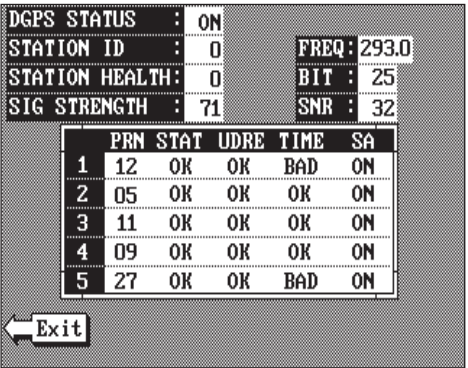 DGPS STATUS : ON
STATION ID : 0 FREQ: 293.0
STATION HEALTH: 0 BIT : 25
SIG STRENGTH : 71 SNR : 32
PRN STAT UDRE TIME SA
1 12 OK OK BAD ON
2 05 OK OK OK ON
3 11 OK OK OK ON
4 09 OK OK OK ON
5 27 OK OK BAD ON
Exit